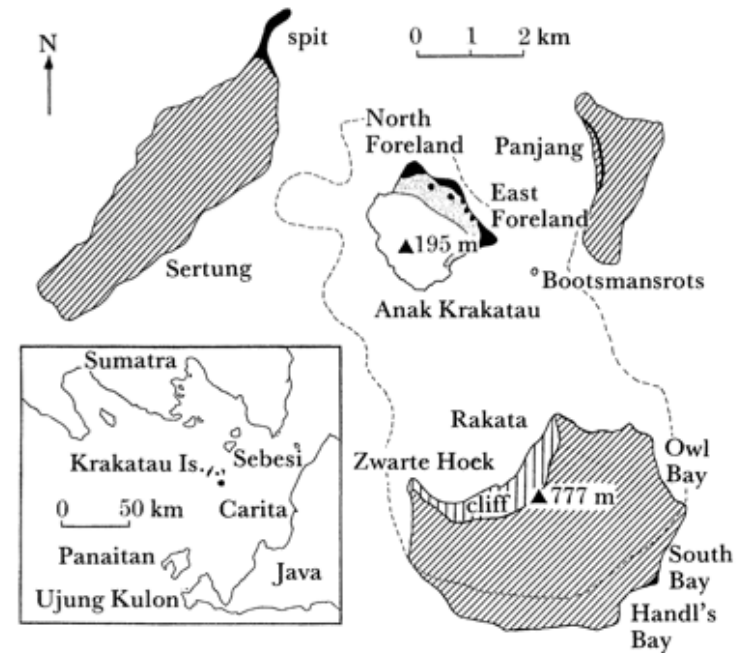 spit
N
0 1 2 km
North
Foreland
Panjang
East
Foreland
195 m
Sertung
Bootsmansrots
Anak Krakatau
Sumatra
Rakata
Zwarte Hoek
Owl
Bay
Krakatau Is.
Sebesi
cliff
777 m
0 50 km
Carita
Panaitan
Java
South
Bay
Ujung Kulon
Handl's
Bay